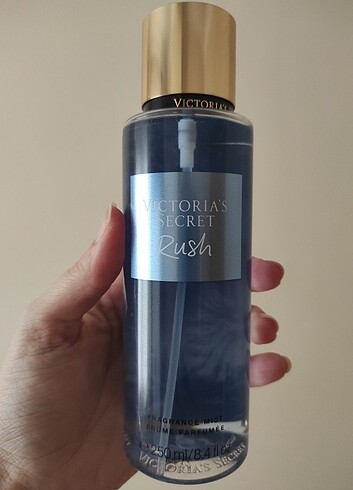 VICTORIA'S
VICTORIA'S
SECRET
Rush
FRAGRANCE MIST
BRUME PARFUMÉE
250 ml/8.4 fl oz
VICTORIA'S SECRET